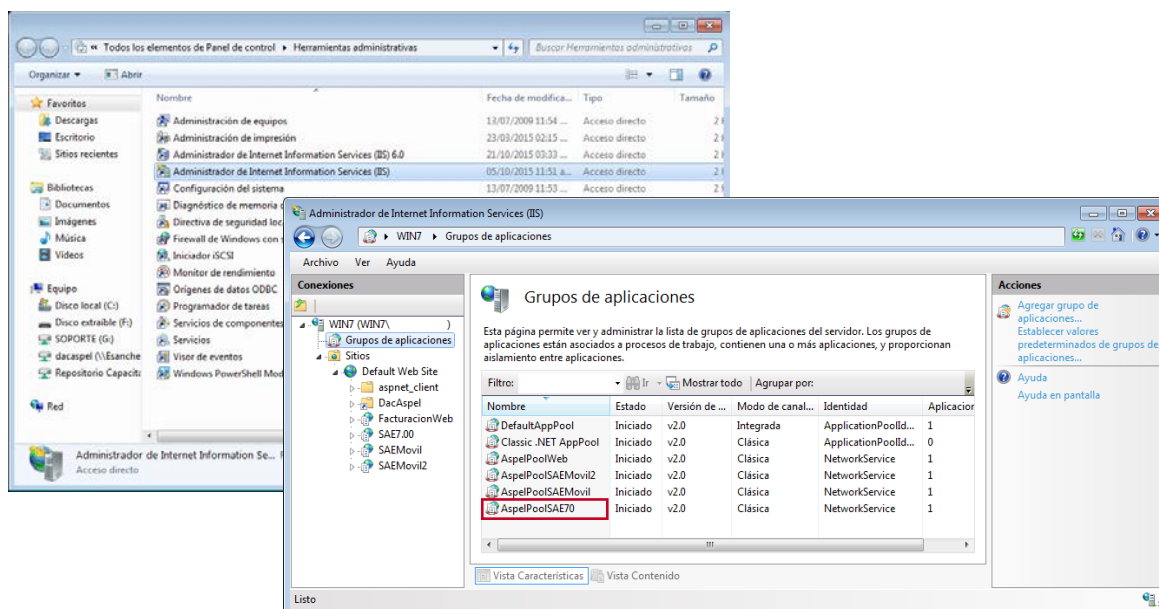 « Todos los elementos de Panel de control ▸ Herramientas administrativas
Buscar Herramientas administrativas
Organizar
Abrir
Nombre
Fecha de modifica...
Tipo
Tamaño
Favoritos
Descargas
Escritorio
Sitios recientes
Bibliotecas
Documentos
Imágenes
Música
Vídeos
Equipo
Disco local (C:)
Disco extraíble (F:)
SOPORTE (G:)
dacaspel (\\Esanche
Repositorio Capacit
Red
Administración de equipos 13/07/2009 11:54 ... Acceso directo 2
Administración de impresión 23/03/2015 02:15 ... Acceso directo 2
Administrador de Internet Information Services (IIS) 6.0 21/10/2015 03:33 ... Acceso directo 2
Administrador de Internet Information Services (IIS) 05/10/2015 11:51 a... Acceso directo 2
Configuración del sistema 13/07/2009 11:53 ... Acceso directo 2
Diagnóstico de memoria
Directiva de seguridad loc
Firewall de Windows con
Iniciador iSCSI
Monitor de rendimiento
Orígenes de datos ODBC
Programador de tareas
Servicios de componentes
Servicios
Visor de eventos
Windows PowerShell Mod
Administrador de Internet Information Se...
Acceso directo
Administrador de Internet Information Services (IIS)
▸ WIN7 ▸ Grupos de aplicaciones
Archivo Ver Ayuda
Conexiones
WIN7 (WIN7\ )
Grupos de aplicaciones
Sitios
Default Web Site
aspnet_client
DacAspel
FacturacionWeb
SAE7.00
SAEMovil
SAEMovil2
Grupos de aplicaciones
Esta página permite ver y administrar la lista de grupos de aplicaciones del servidor. Los grupos de
aplicaciones están asociados a procesos de trabajo, contienen una o más aplicaciones, y proporcionan
aislamiento entre aplicaciones.
Filtro: Ir Mostrar todo Agrupar por:
Nombre Estado Versión de ... Modo de canal... Identidad Aplicacion
DefaultAppPool Iniciado v2.0 Integrada ApplicationPoolId... 1
Classic .NET AppPool Iniciado v2.0 Clásica ApplicationPoolId... 0
AspelPoolWeb Iniciado v2.0 Clásica NetworkService 1
AspelPoolSAEMovil2 Iniciado v2.0 Clásica NetworkService 1
AspelPoolSAEMovil Iniciado v2.0 Clásica NetworkService 1
AspelPoolSAE70 Iniciado v2.0 Clásica NetworkService 1
Vista Características Vista Contenido
Listo
Acciones
Agregar grupo de
aplicaciones...
Establecer valores
predeterminados de grupos de
aplicaciones...
Ayuda
Ayuda en pantalla